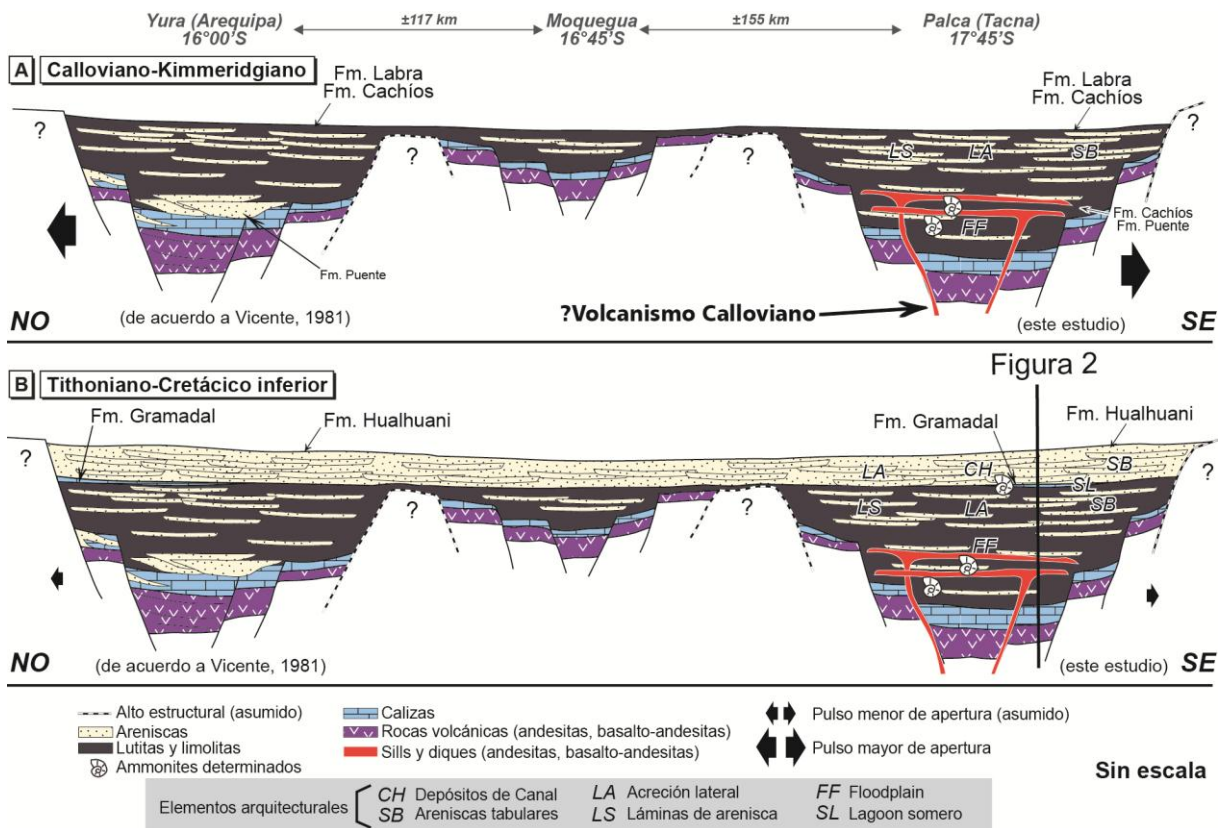 Yura (Arequipa) ±117 km Moquegua ±155 km Palca (Tacna)
16°00'S 16°45'S 17°45'S
A Calloviano-Kimmeridgiano
Fm. Labra
Fm. Cachíos
Fm. Labra
Fm. Cachíos
? ? ? ?
LS LA SB
Fm. Cachíos
Fm. Puente
FF
Fm. Puente
?Volcanismo Calloviano
NO (de acuerdo a Vicente, 1981) (este estudio) SE
Figura 2
B Tithoniano-Cretácico inferior
Fm. Gramadal Fm. Hualhuani Fm. Gramadal Fm. Hualhuani
? ? ? ?
LA CH SB
SL
LS LA SB
FF
NO (de acuerdo a Vicente, 1981) (este estudio) SE
Alto estructural (asumido) Calizas Pulso menor de apertura (asumido)
Areniscas Rocas volcánicas (andesitas, basalto-andesitas)
Lutitas y limolitas Sills y diques (andesitas, basalto-andesitas) Pulso mayor de apertura
Ammonites determinados
Sin escala
Elementos arquitecturales CH Depósitos de Canal LA Acreción lateral FF Floodplain
SB Areniscas tabulares LS Láminas de arenisca SL Lagoon somero